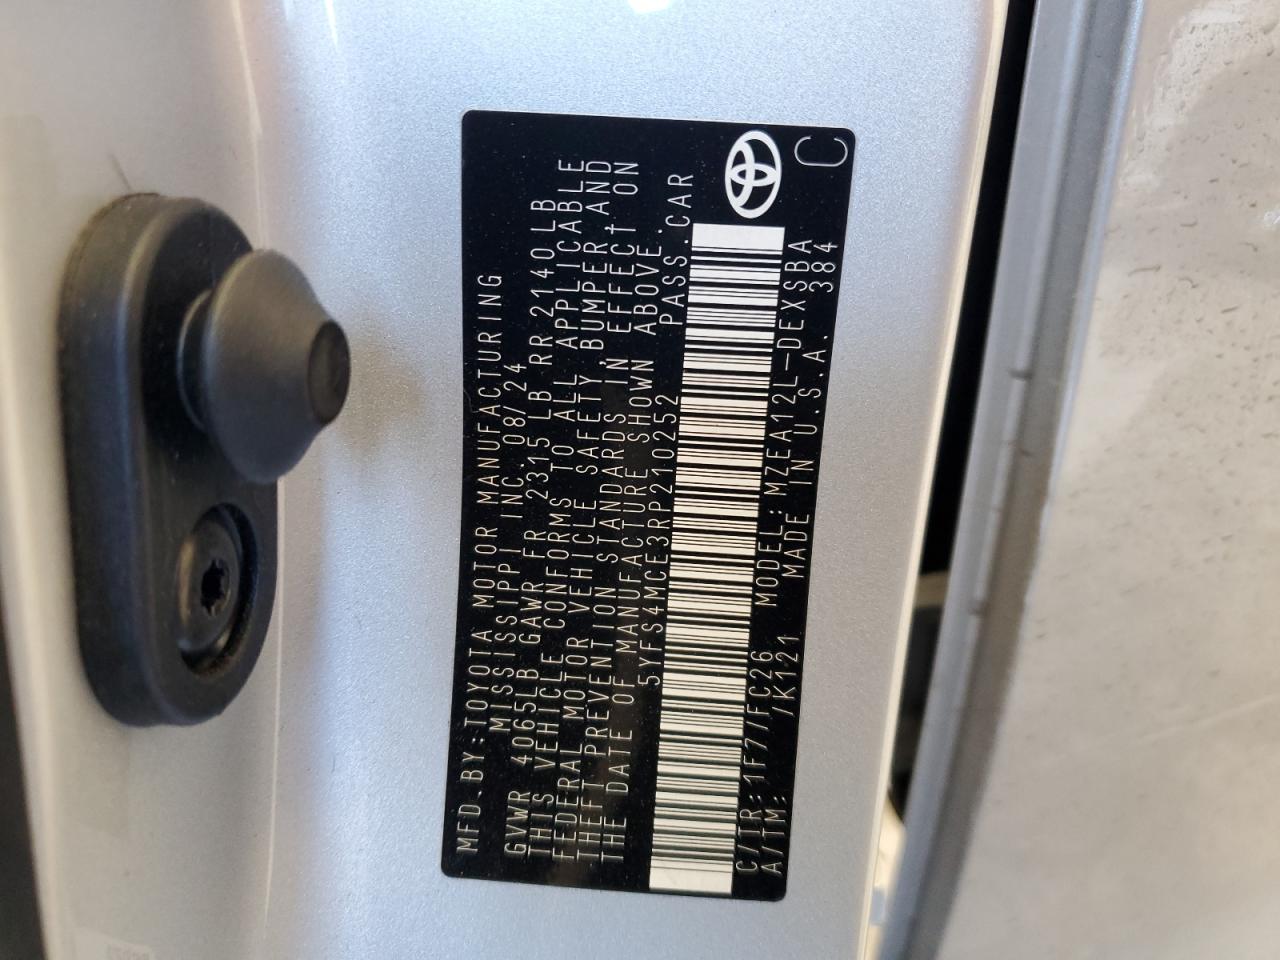 MFD.BY:TOYOTA MOTOR MANUFACTURING
MISSISSIPPI INC. 08/24
GVWR 4065LB GAWR FR 2315 LB RR 2140LB
THIS VEHICLE CONFORMS TO ALL APPLICABLE
FEDERAL MOTOR VEHICLE SAFETY, BUMPER, AND
THEFT PREVENTION STANDARDS IN EFFECT ON
THE DATE OF MANUFACTURE SHOWN ABOVE.
5YFS4MCE3RP210252 PASS.CAR
C/TR:1F7/FC26 MODEL:MZEA12L-DEXSBA
A/TM: /K121 MADE IN U.S.A. 384
C